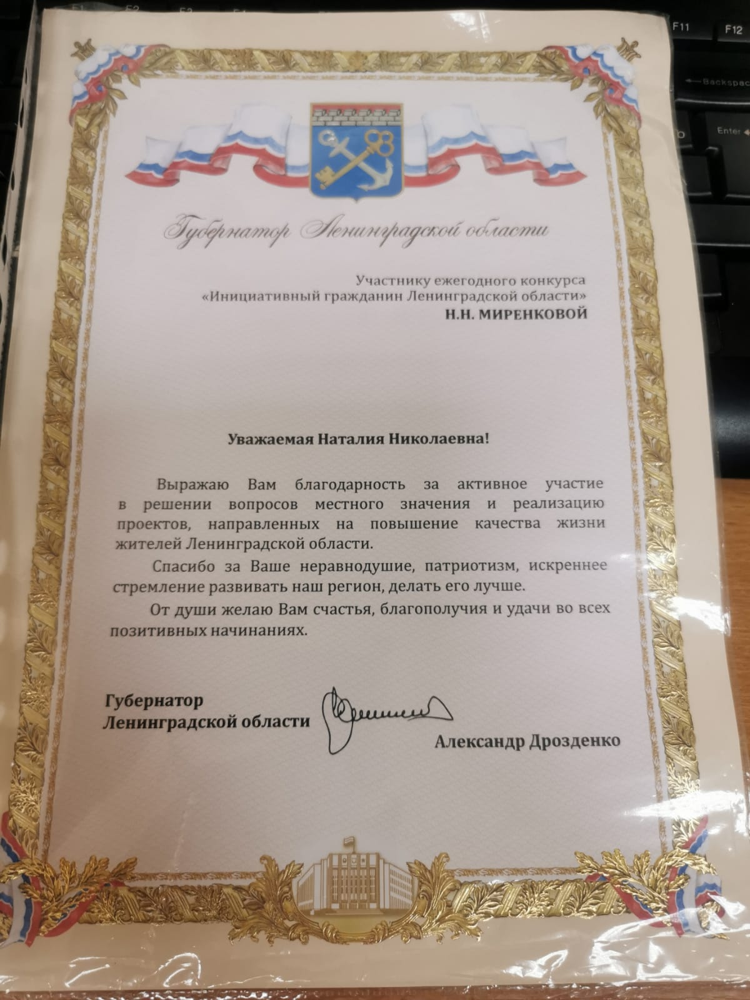 F11
F12
Backspac
Enter
Губернатор Ленинградской области
Участнику ежегодного конкурса
«Инициативный гражданин Ленинградской области»
Н.Н. МИРЕНКОВОЙ
Уважаемая Наталия Николаевна!
Выражаю Вам благодарность за активное участие
в решении вопросов местного значения и реализацию
проектов, направленных на повышение качества жизни
жителей Ленинградской области.
Спасибо за Ваше неравнодушие, патриотизм, искреннее
стремление развивать наш регион, делать его лучше.
От души желаю Вам счастья, благополучия и удачи во всех
позитивных начинаниях.
Губернатор
Ленинградской области
Александр Дрозденко